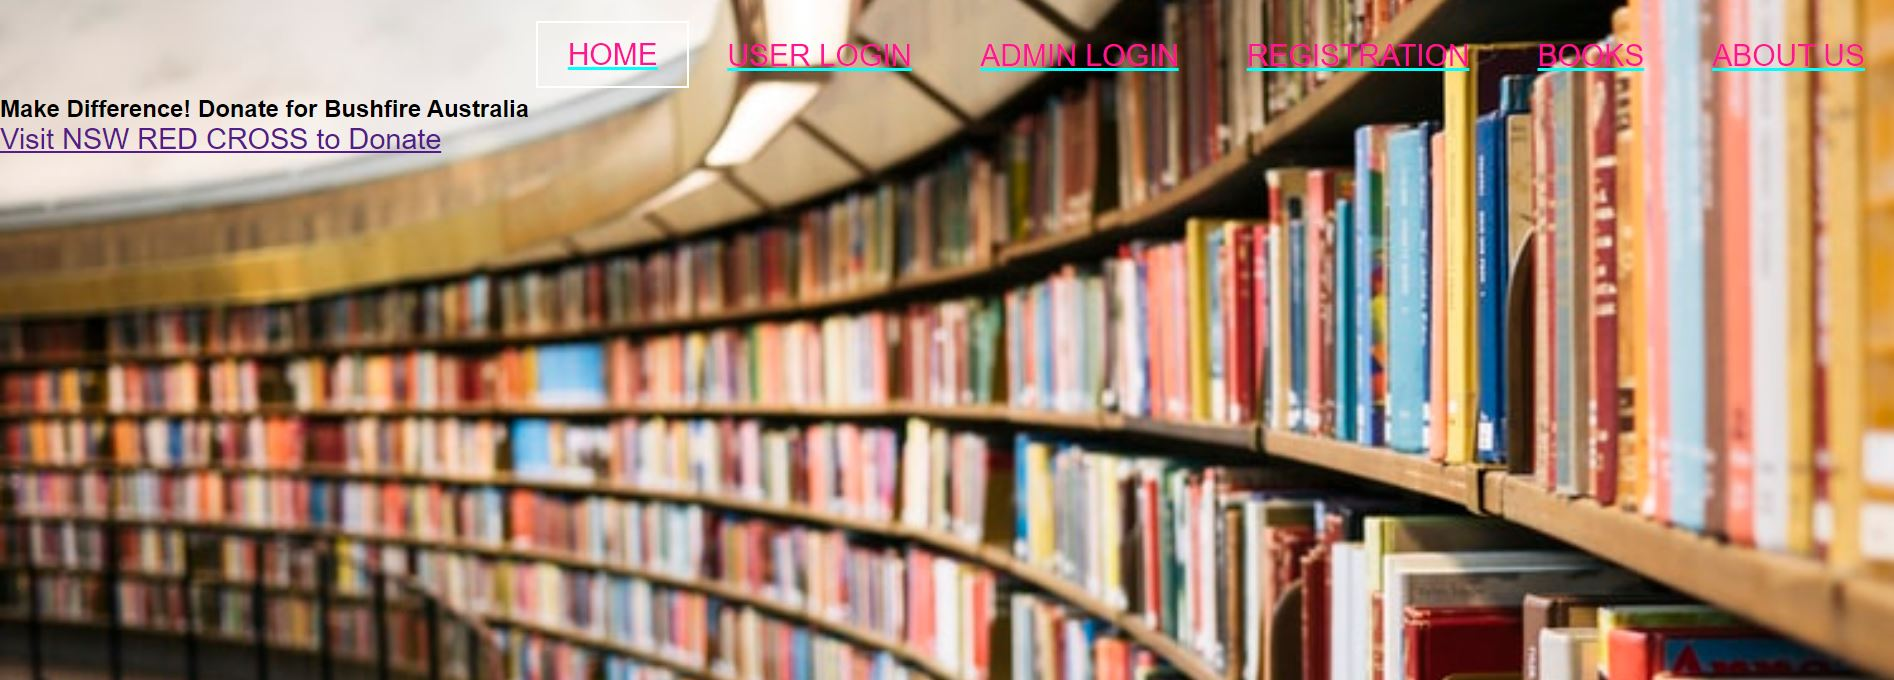 HOME USER LOGIN ADMIN LOGIN REGISTRATION BOOKS ABOUT US
Make Difference! Donate for Bushfire Australia
Visit NSW RED CROSS to Donate